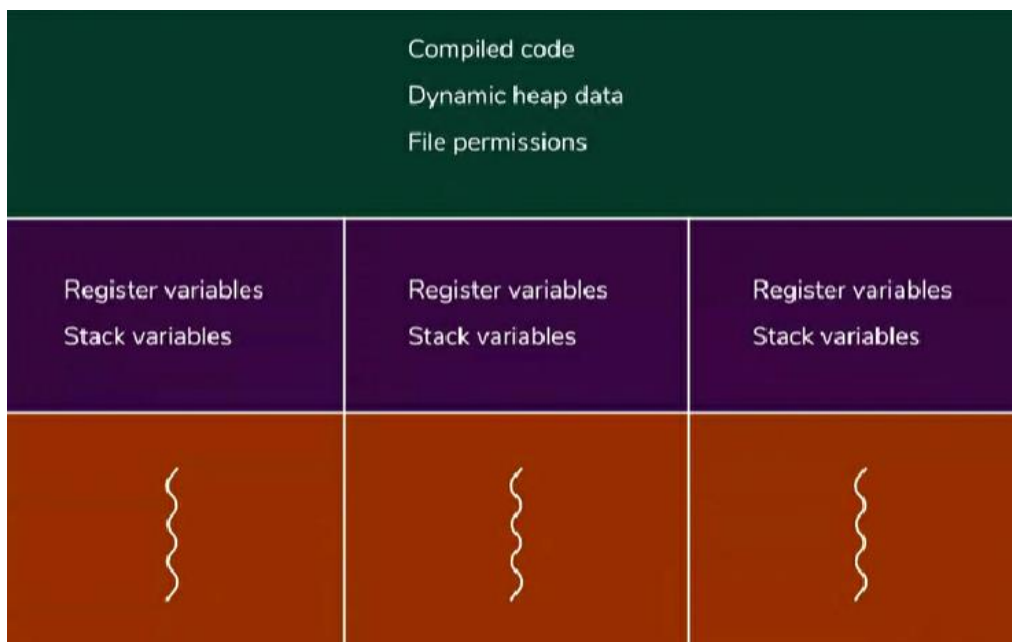 Compiled code
Dynamic heap data
File permissions
Register variables
Stack variables
Register variables
Stack variables
Register variables
Stack variables